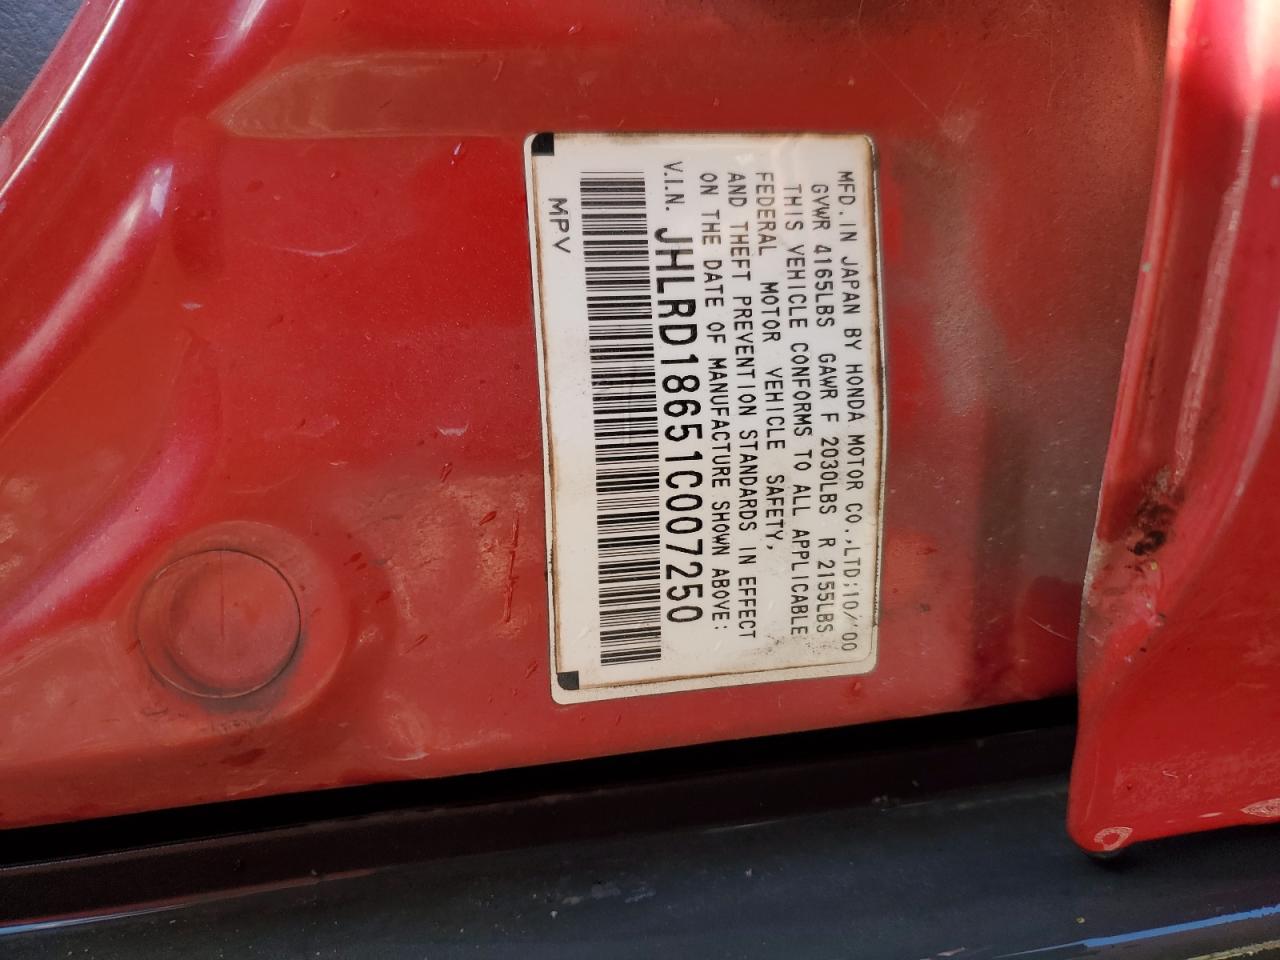 MFD. IN JAPAN BY HONDA MOTOR CO., LTD; 10/'00
GVWR 4165LBS GAWR F 2030LBS R 2155LBS
THIS VEHICLE CONFORMS TO ALL APPLICABLE
FEDERAL MOTOR VEHICLE SAFETY,
AND THEFT PREVENTION STANDARDS IN EFFECT
ON THE DATE OF MANUFACTURE SHOWN ABOVE:
V.I.N. JHLRD18651C007250
MPV